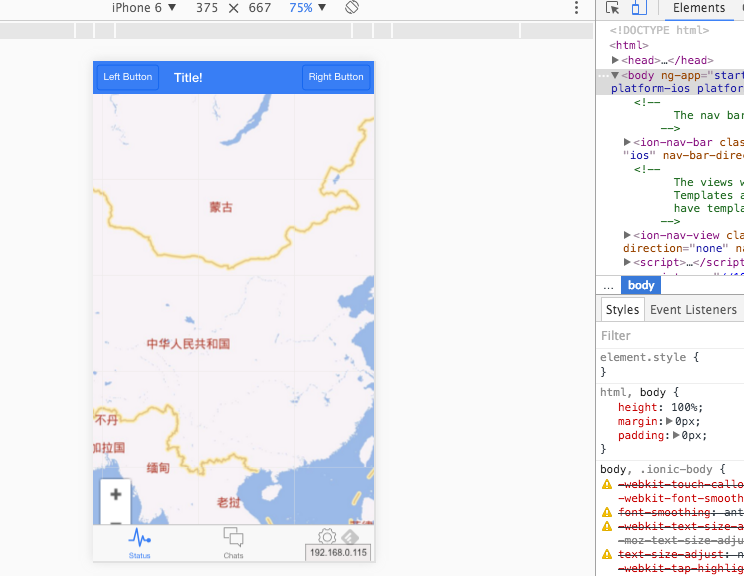 iPhone 6 ▼ 375 × 667 75% ▼
Elements
Left Button Title! Right Button
蒙古
中华人民共和国
不丹
加拉国
缅甸
老挝
+
Status
Chats
192.168.0.115
<!DOCTYPE html>
<html>
▶<head>…</head>
…▼<body ng-app="start
platform-ios platfor
<!--
The nav bar
-->
▶<ion-nav-bar clas
"ios" nav-bar-direc
<!--
The views w
Templates a
have templa
-->
▶<ion-nav-view cla
direction="none" na
▶<script>…</script>
... body
Styles Event Listeners
Filter
element.style {
}
html, body {
height: 100%;
margin:▶0px;
padding:▶0px;
}
body, .ionic-body {
-webkit-touch-callo
-webkit-font-smooth
font-smoothing: ant
-webkit-text-size-a
-moz-text-size-adju
text-size-adjust: n
-webkit-tap-highlig